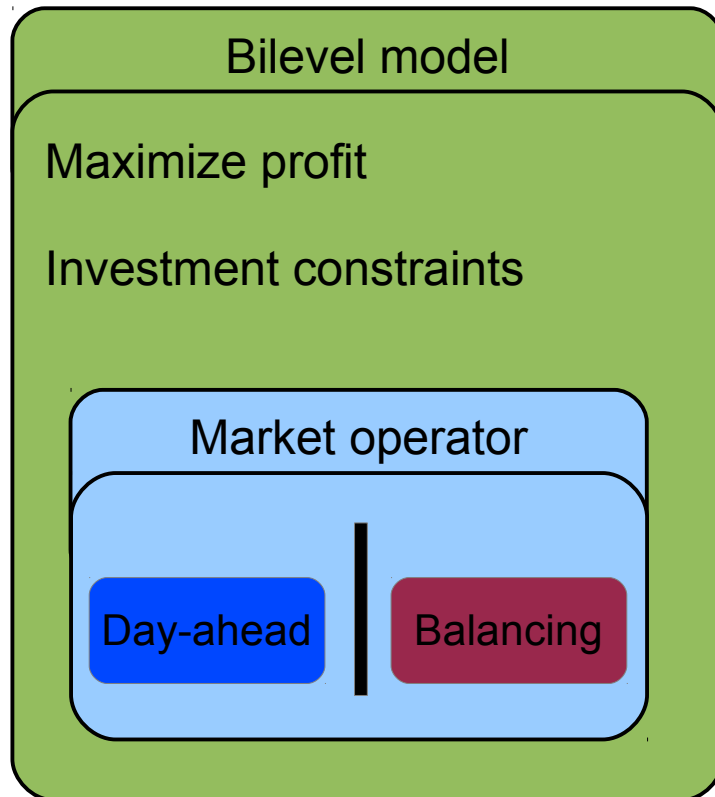 Bilevel model
Maximize profit
Investment constraints
Market operator
Day-ahead
Balancing